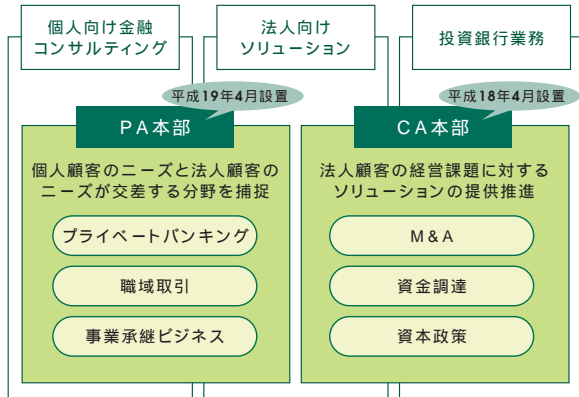 個人向け金融
コンサルティング
法人向け
ソリューション
投資銀行業務
平成19年4月設置
PA本部
個人顧客のニーズと法人顧客の
ニーズが交差する分野を捕捉
プライベートバンキング
職域取引
事業承継ビジネス
平成18年4月設置
CA本部
法人顧客の経営課題に対する
ソリューションの提供推進
M&A
資金調達
資本政策